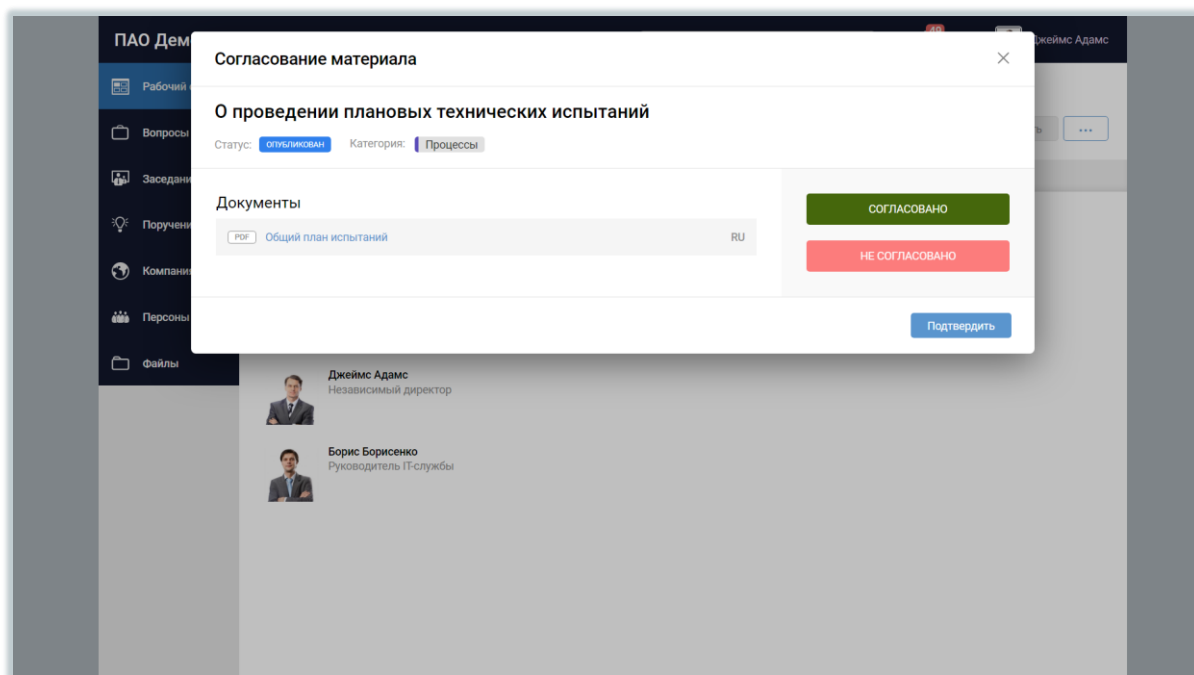 ПАО Дем
49
Джеймс Адамс
Согласование материала
Рабочий
О проведении плановых технических испытаний
Статус: ОПУБЛИКОВАН Категория: Процессы
Вопросы
ь ...
Заседани
Документы
СОГЛАСОВАНО
Поручени
PDF Общий план испытаний RU
НЕ СОГЛАСОВАНО
Компания
Персоны
Подтвердить
Файлы
Джеймс Адамс
Независимый директор
Борис Борисенко
Руководитель IT-службы